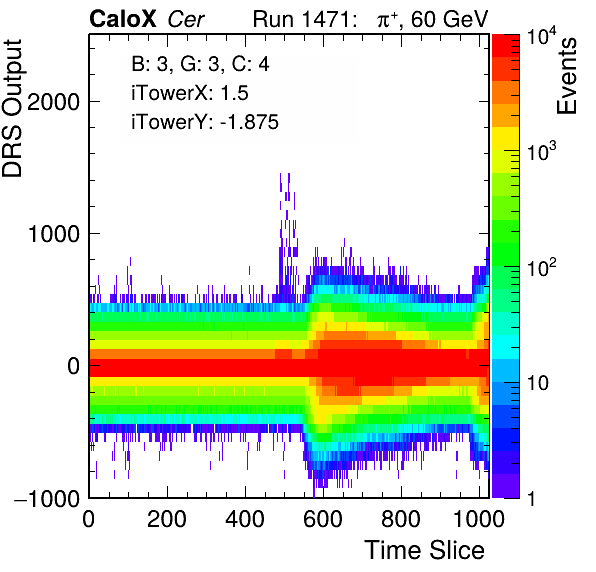 CaloX Cer Run 1471: π⁺, 60 GeV
B: 3, G: 3, C: 4
iTowerX: 1.5
iTowerY: -1.875
DRS Output
2000
1000
0
−1000
0 200 400 600 800 1000
Time Slice
Events
10⁴
10³
10²
10
1